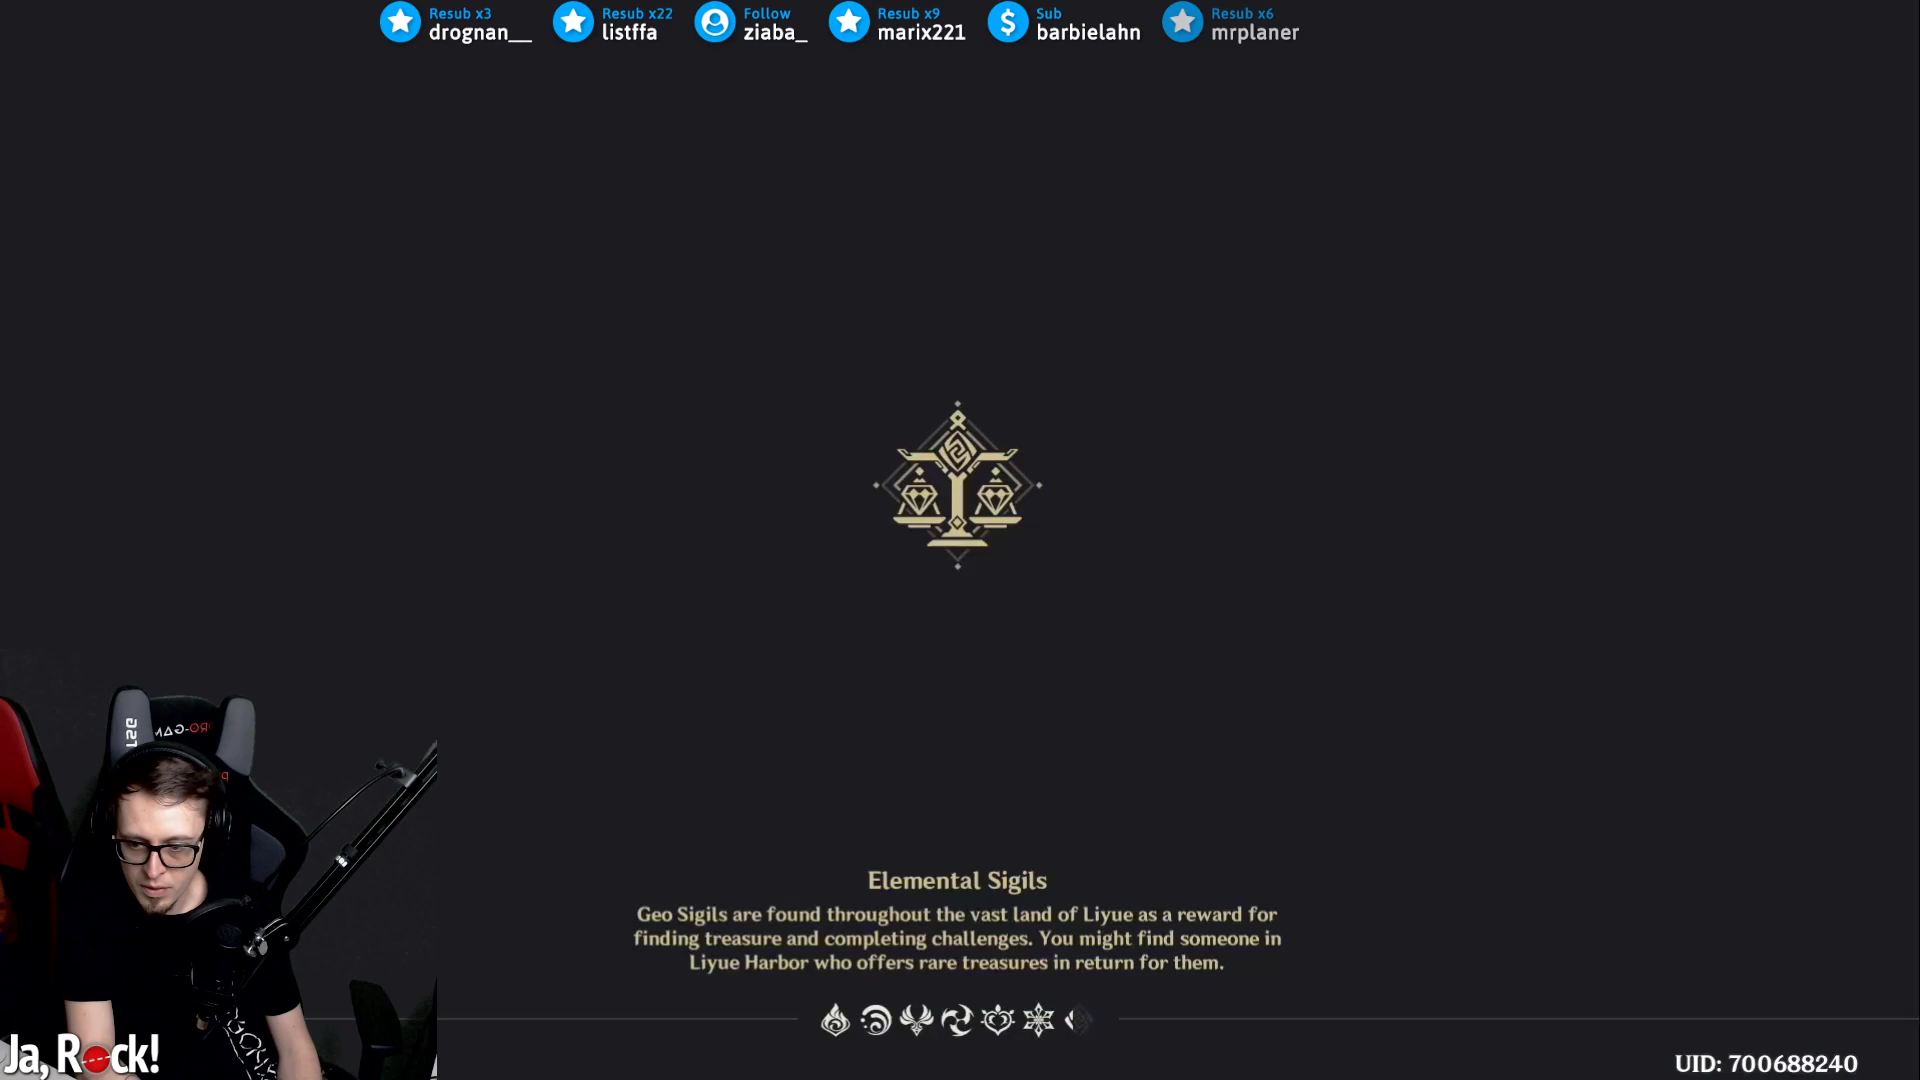 Resub x3
drognan__
Resub x22
listffa
Follow
ziaba_
Resub x9
marix221
Sub
barbielahn
Resub x6
mrplaner
Elemental Sigils
Geo Sigils are found throughout the vast land of Liyue as a reward for
finding treasure and completing challenges. You might find someone in
Liyue Harbor who offers rare treasures in return for them.
Ja, Rock!
UID: 700688240